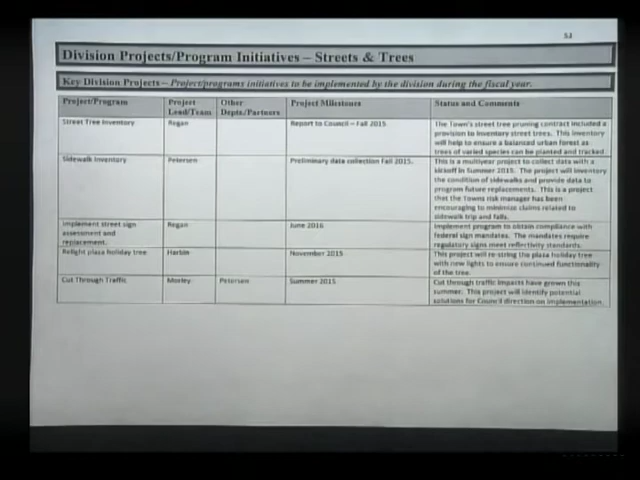 52
Division Projects/Program Initiatives – Streets & Trees
Key Division Projects – Project/programs initiatives to be implemented by the division during the fiscal year.
Project/Program
Project
Lead/Team
Other
Depts/Partners
Project Milestones
Status and Comments
Street Tree Inventory
Regan
Report to Council – Fall 2015
The Town's street tree pruning contract included a
provision to inventory street trees. This inventory
will help to ensure a balanced urban forest as
trees of varied species can be planted and tracked.
Sidewalk Inventory
Petersen
Preliminary data collection Fall 2015.
This is a multiyear project to collect data with a
kickoff in Summer 2015. The project will inventory
the condition of sidewalks and provide data to
program future replacements. This is a project
that the Towns risk manager has been
encouraging to minimize claims related to
sidewalk trip and falls.
Implement street sign
assessment and
replacement.
Regan
June 2016
Implement program to obtain compliance with
federal sign mandates. The mandates require
regulatory signs meet reflectivity standards.
Relight plaza holiday tree
Harbin
November 2015
This project will re-string the plaza holiday tree
with new lights to ensure continued functionality
of the tree.
Cut Through Traffic
Mosley
Petersen
Summer 2015
Cut through traffic impacts have grown this
summer. This project will identify potential
solutions for Council direction on implementation.